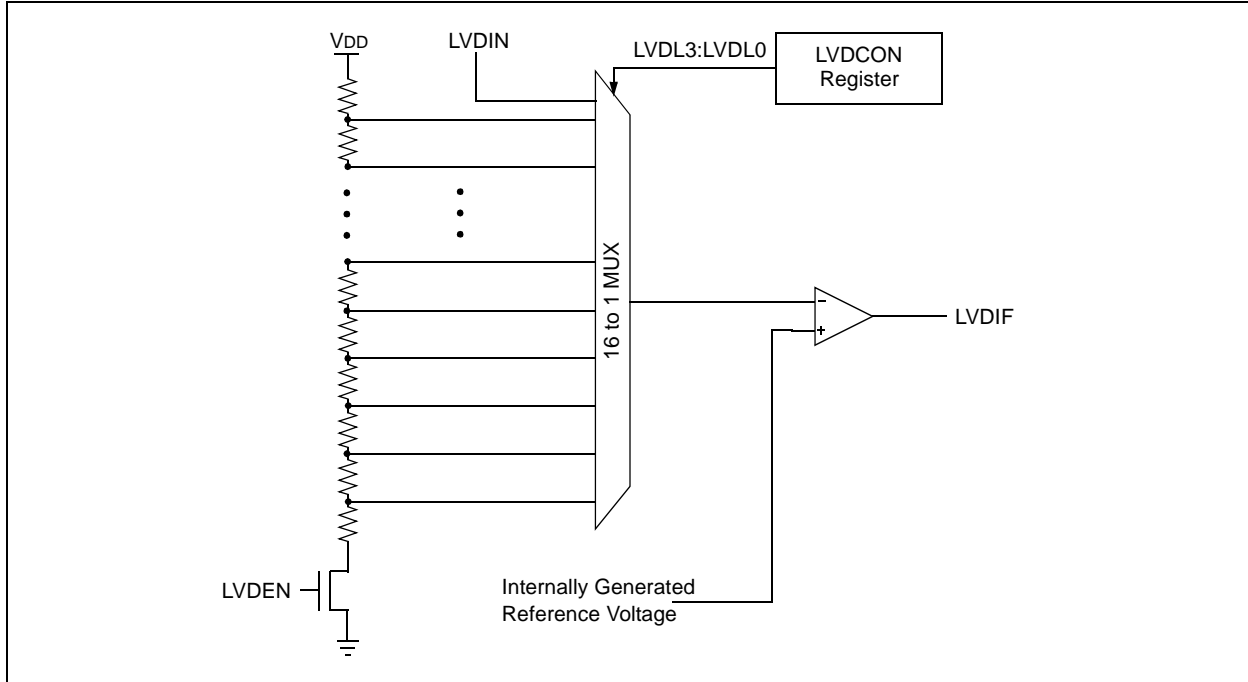 VDD
LVDIN
LVDL3:LVDL0
LVDCON
Register
16 to 1 MUX
−
+
LVDIF
LVDEN
Internally Generated
Reference Voltage